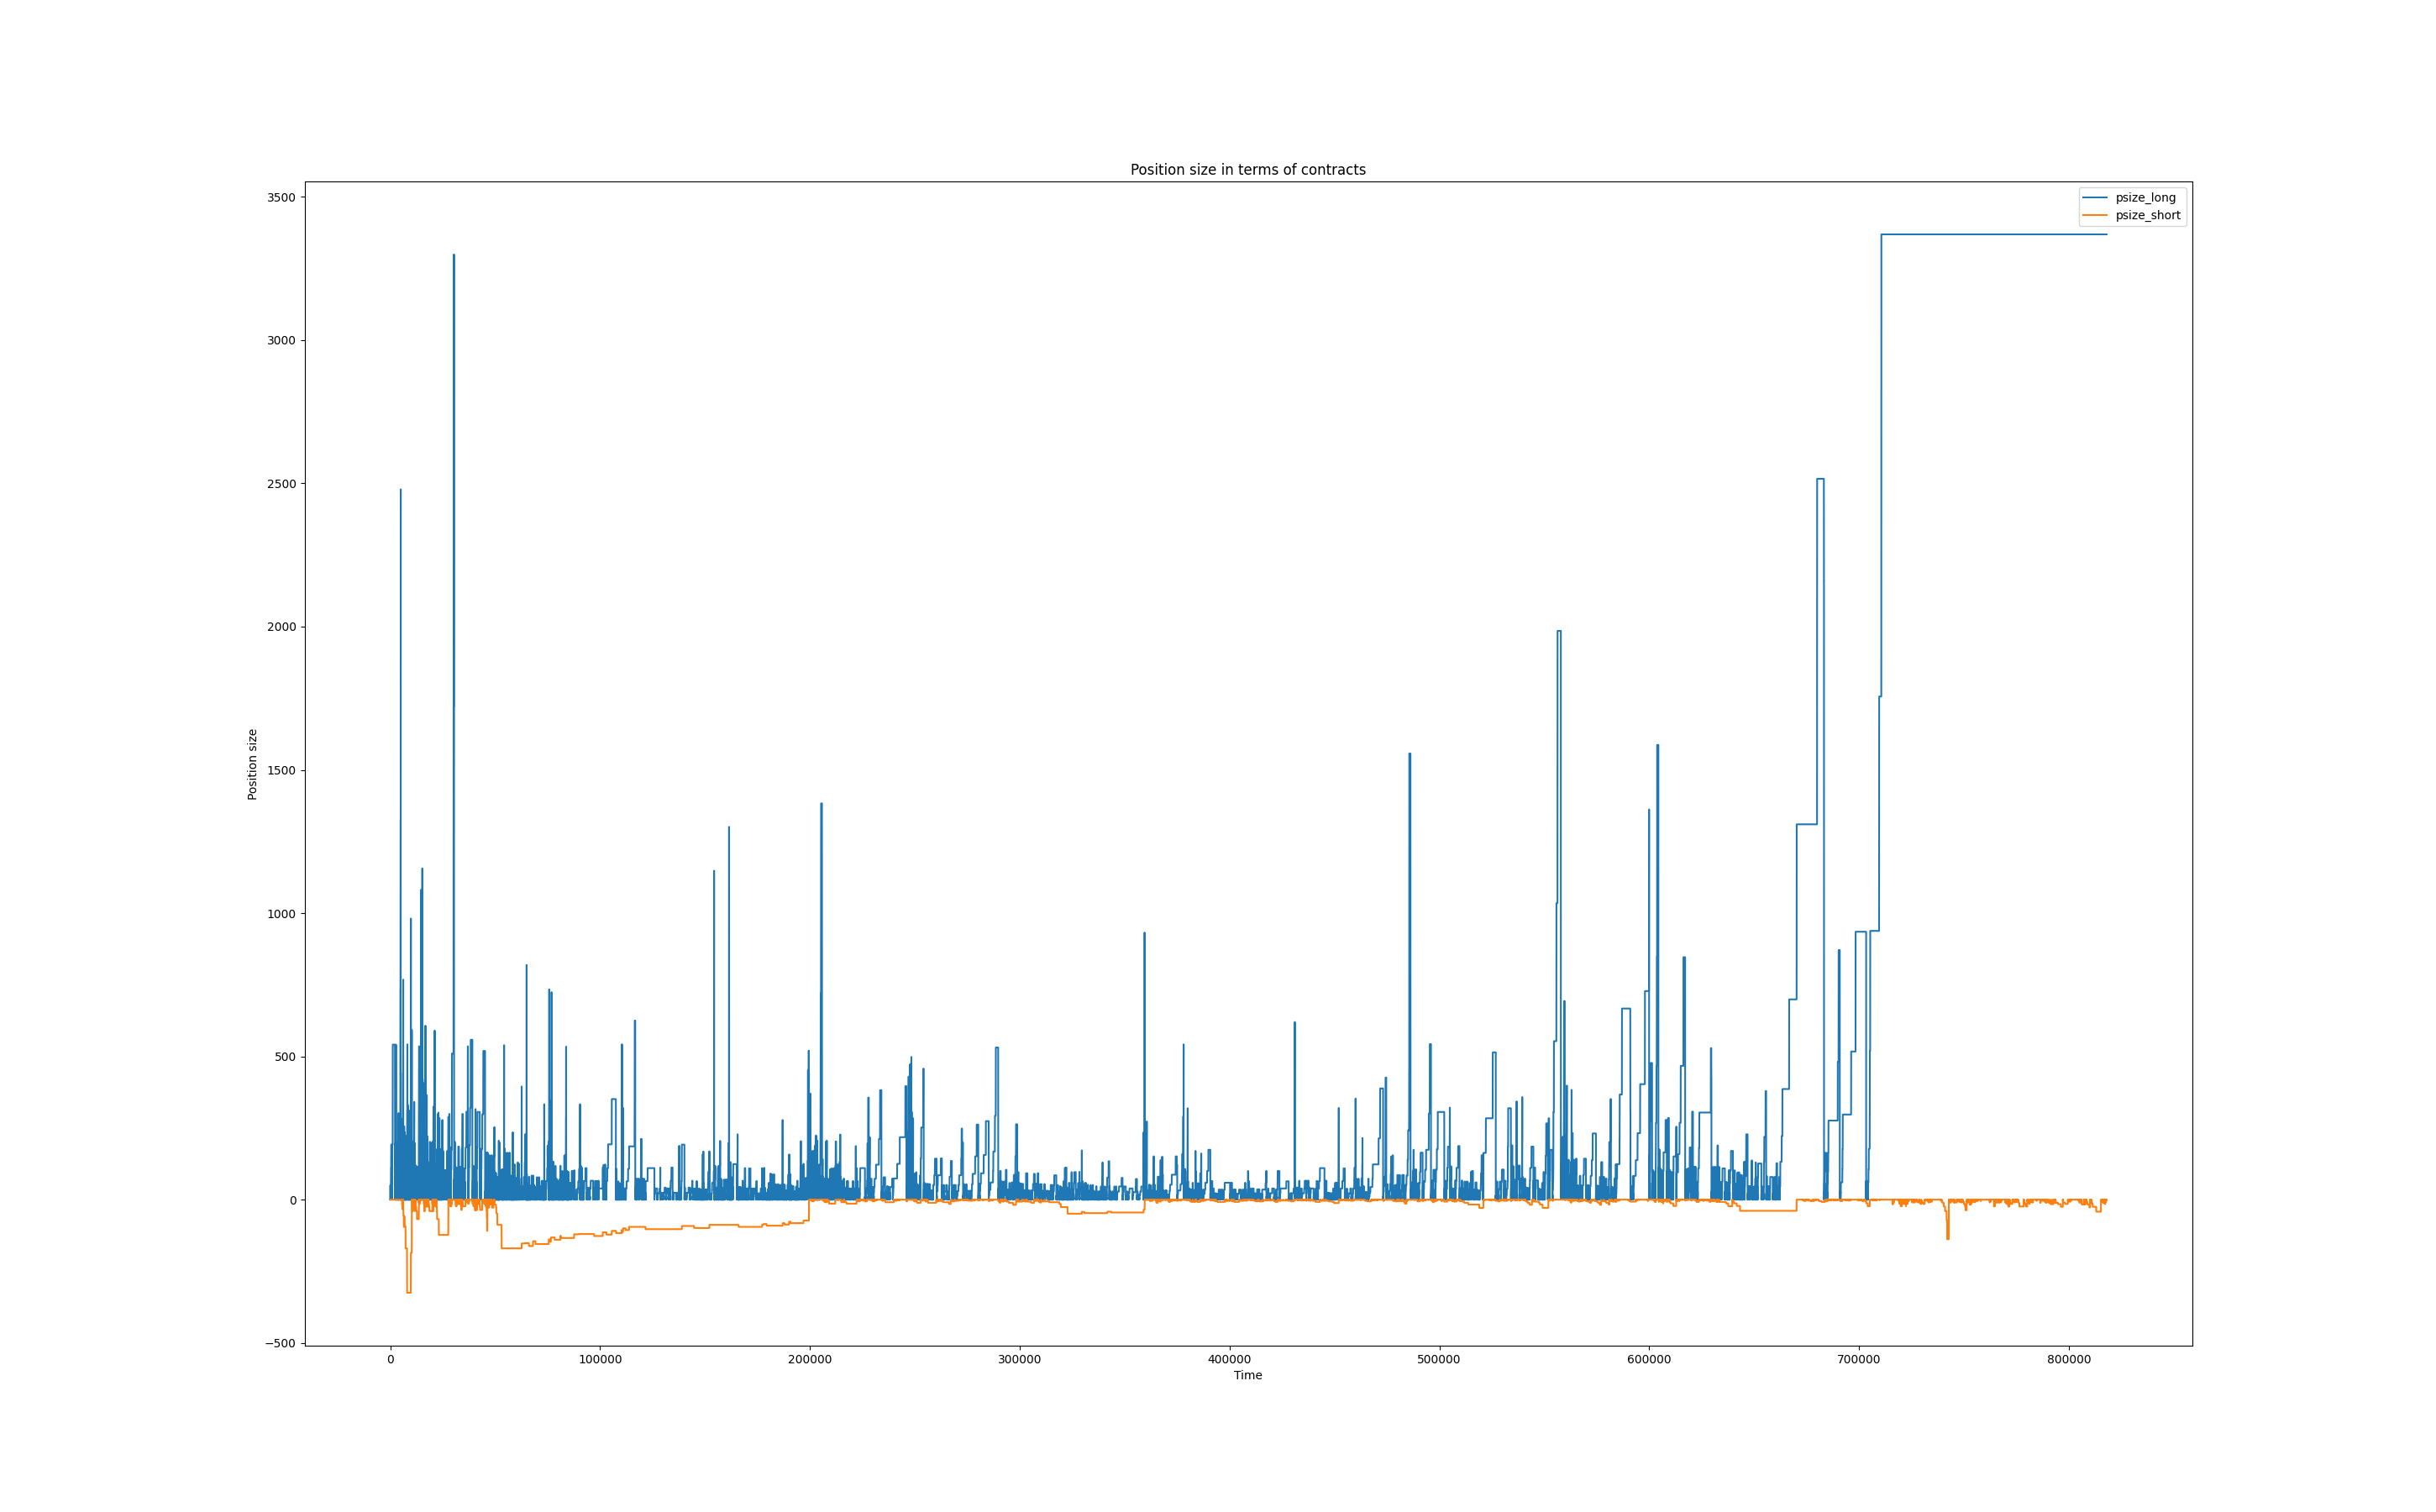 Position size in terms of contracts
psize_long
psize_short
3500
3000
2500
2000
1500
1000
500
0
−500
Position size
0 100000 200000 300000 400000 500000 600000 700000 800000
Time